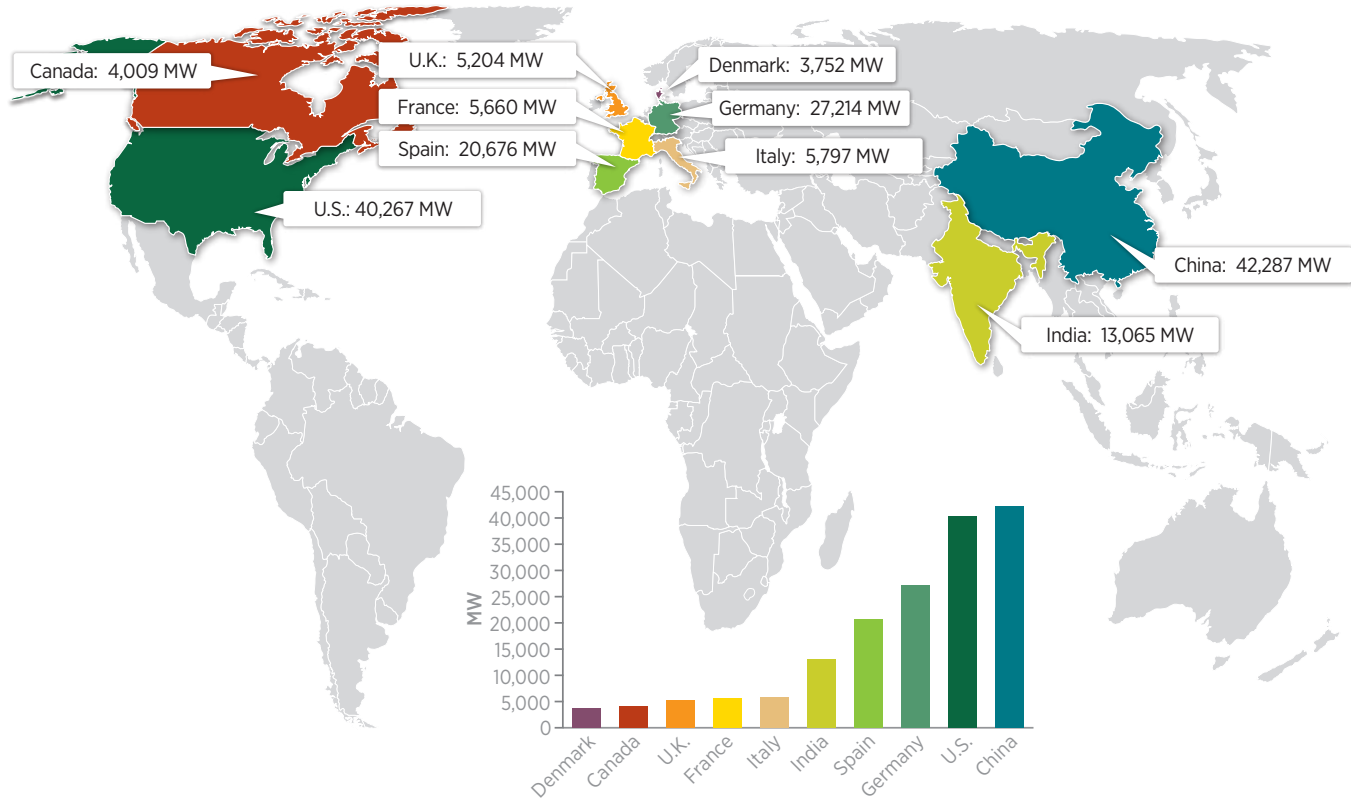 U.K.: 5,204 MW
Denmark: 3,752 MW
Canada: 4,009 MW
France: 5,660 MW
Germany: 27,214 MW
Spain: 20,676 MW
Italy: 5,797 MW
U.S.: 40,267 MW
China: 42,287 MW
India: 13,065 MW
45,000
40,000
35,000
30,000
25,000
20,000
15,000
10,000
5,000
0
MW
Denmark
Canada
U.K.
France
Italy
India
Spain
Germany
U.S.
China